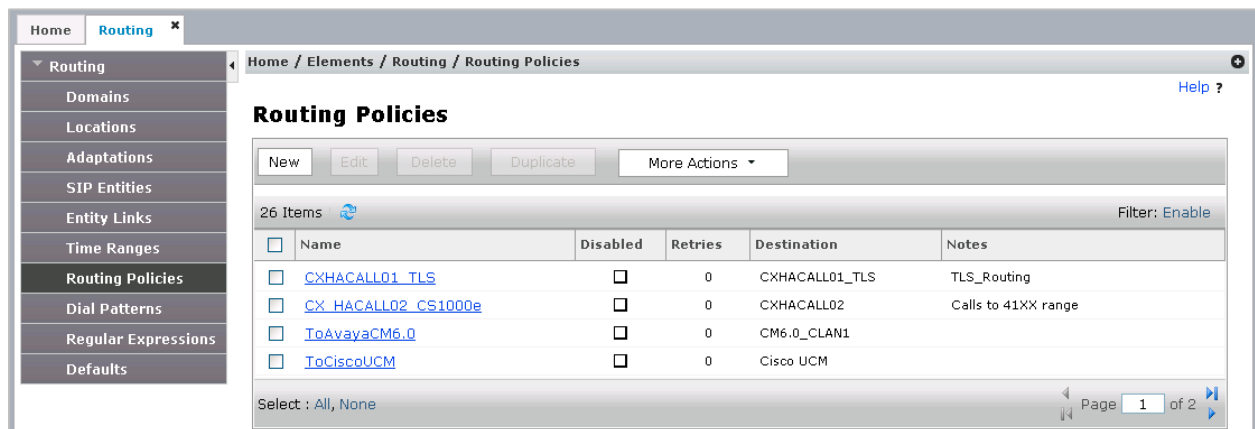 Home Routing ×
Routing
Domains
Locations
Adaptations
SIP Entities
Entity Links
Time Ranges
Routing Policies
Dial Patterns
Regular Expressions
Defaults
Home / Elements / Routing / Routing Policies
Help ?
Routing Policies
New Edit Delete Duplicate More Actions
26 Items Filter: Enable
Name Disabled Retries Destination Notes
CXHACALL01_TLS 0 CXHACALL01_TLS TLS_Routing
CX_HACALL02_CS1000e 0 CXHACALL02 Calls to 41XX range
ToAvayaCM6.0 0 CM6.0_CLAN1
ToCiscoUCM 0 Cisco UCM
Select : All, None Page 1 of 2